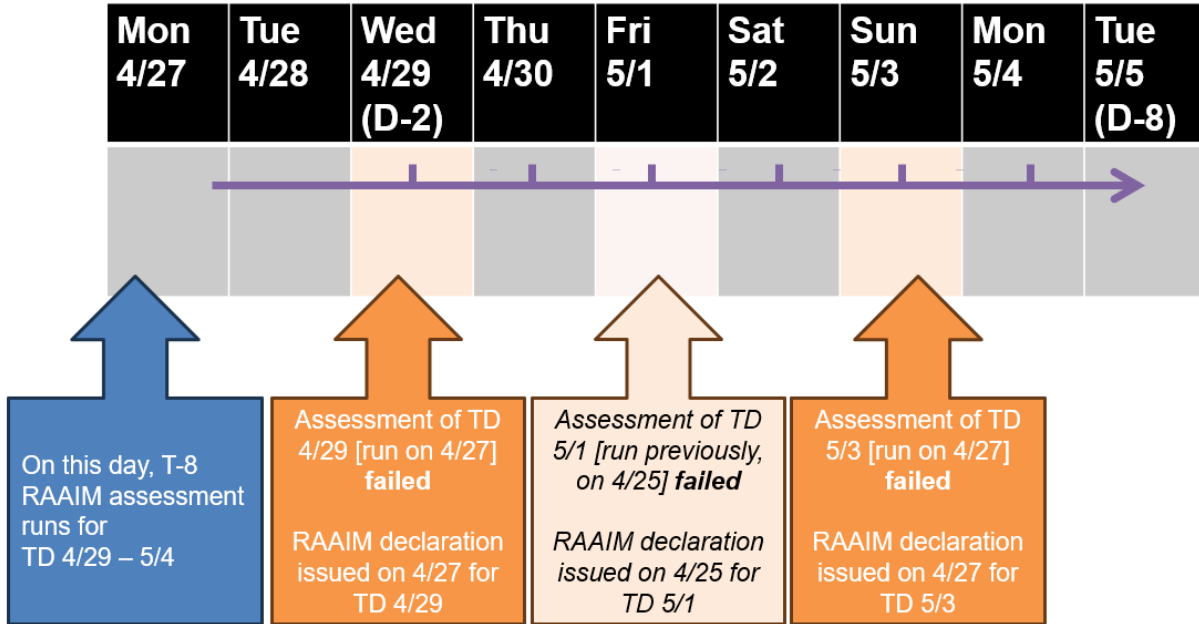 Mon
4/27
Tue
4/28
Wed
4/29
(D-2)
Thu
4/30
Fri
5/1
Sat
5/2
Sun
5/3
Mon
5/4
Tue
5/5
(D-8)
On this day, T-8
RAAIM assessment
runs for
TD 4/29 – 5/4
Assessment of TD
4/29 [run on 4/27]
failed
RAAIM declaration
issued on 4/27 for
TD 4/29
Assessment of TD
5/1 [run previously,
on 4/25] failed
RAAIM declaration
issued on 4/25 for
TD 5/1
Assessment of TD
5/3 [run on 4/27]
failed
RAAIM declaration
issued on 4/27 for
TD 5/3